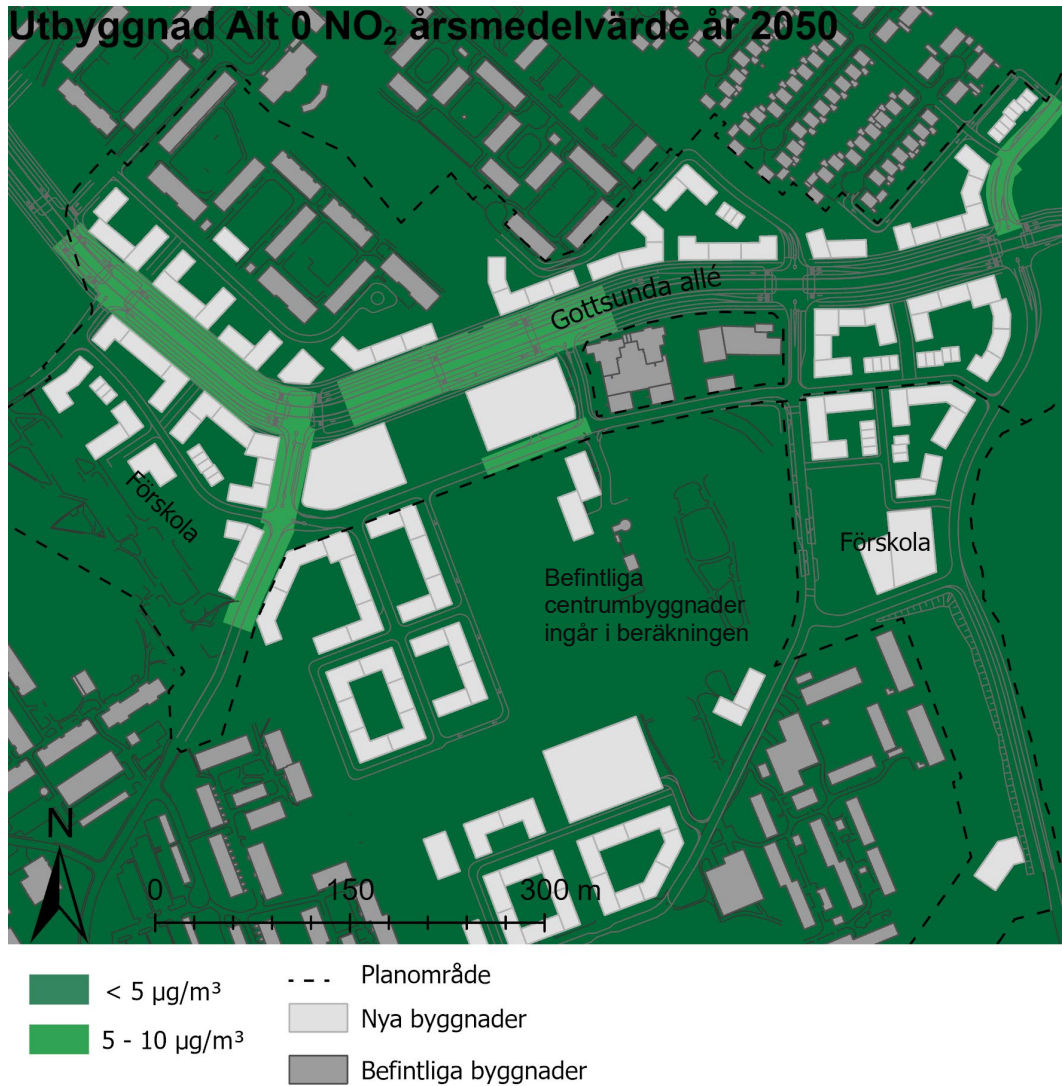 Utbyggnad Alt 0 NO₂ årsmedelvärde år 2050
Gottsunda allé
Förskola
Förskola
Befintliga
centrumbyggnader
ingår i beräkningen
N
0 150 300 m
< 5 µg/m³
5 - 10 µg/m³
Planområde
Nya byggnader
Befintliga byggnader